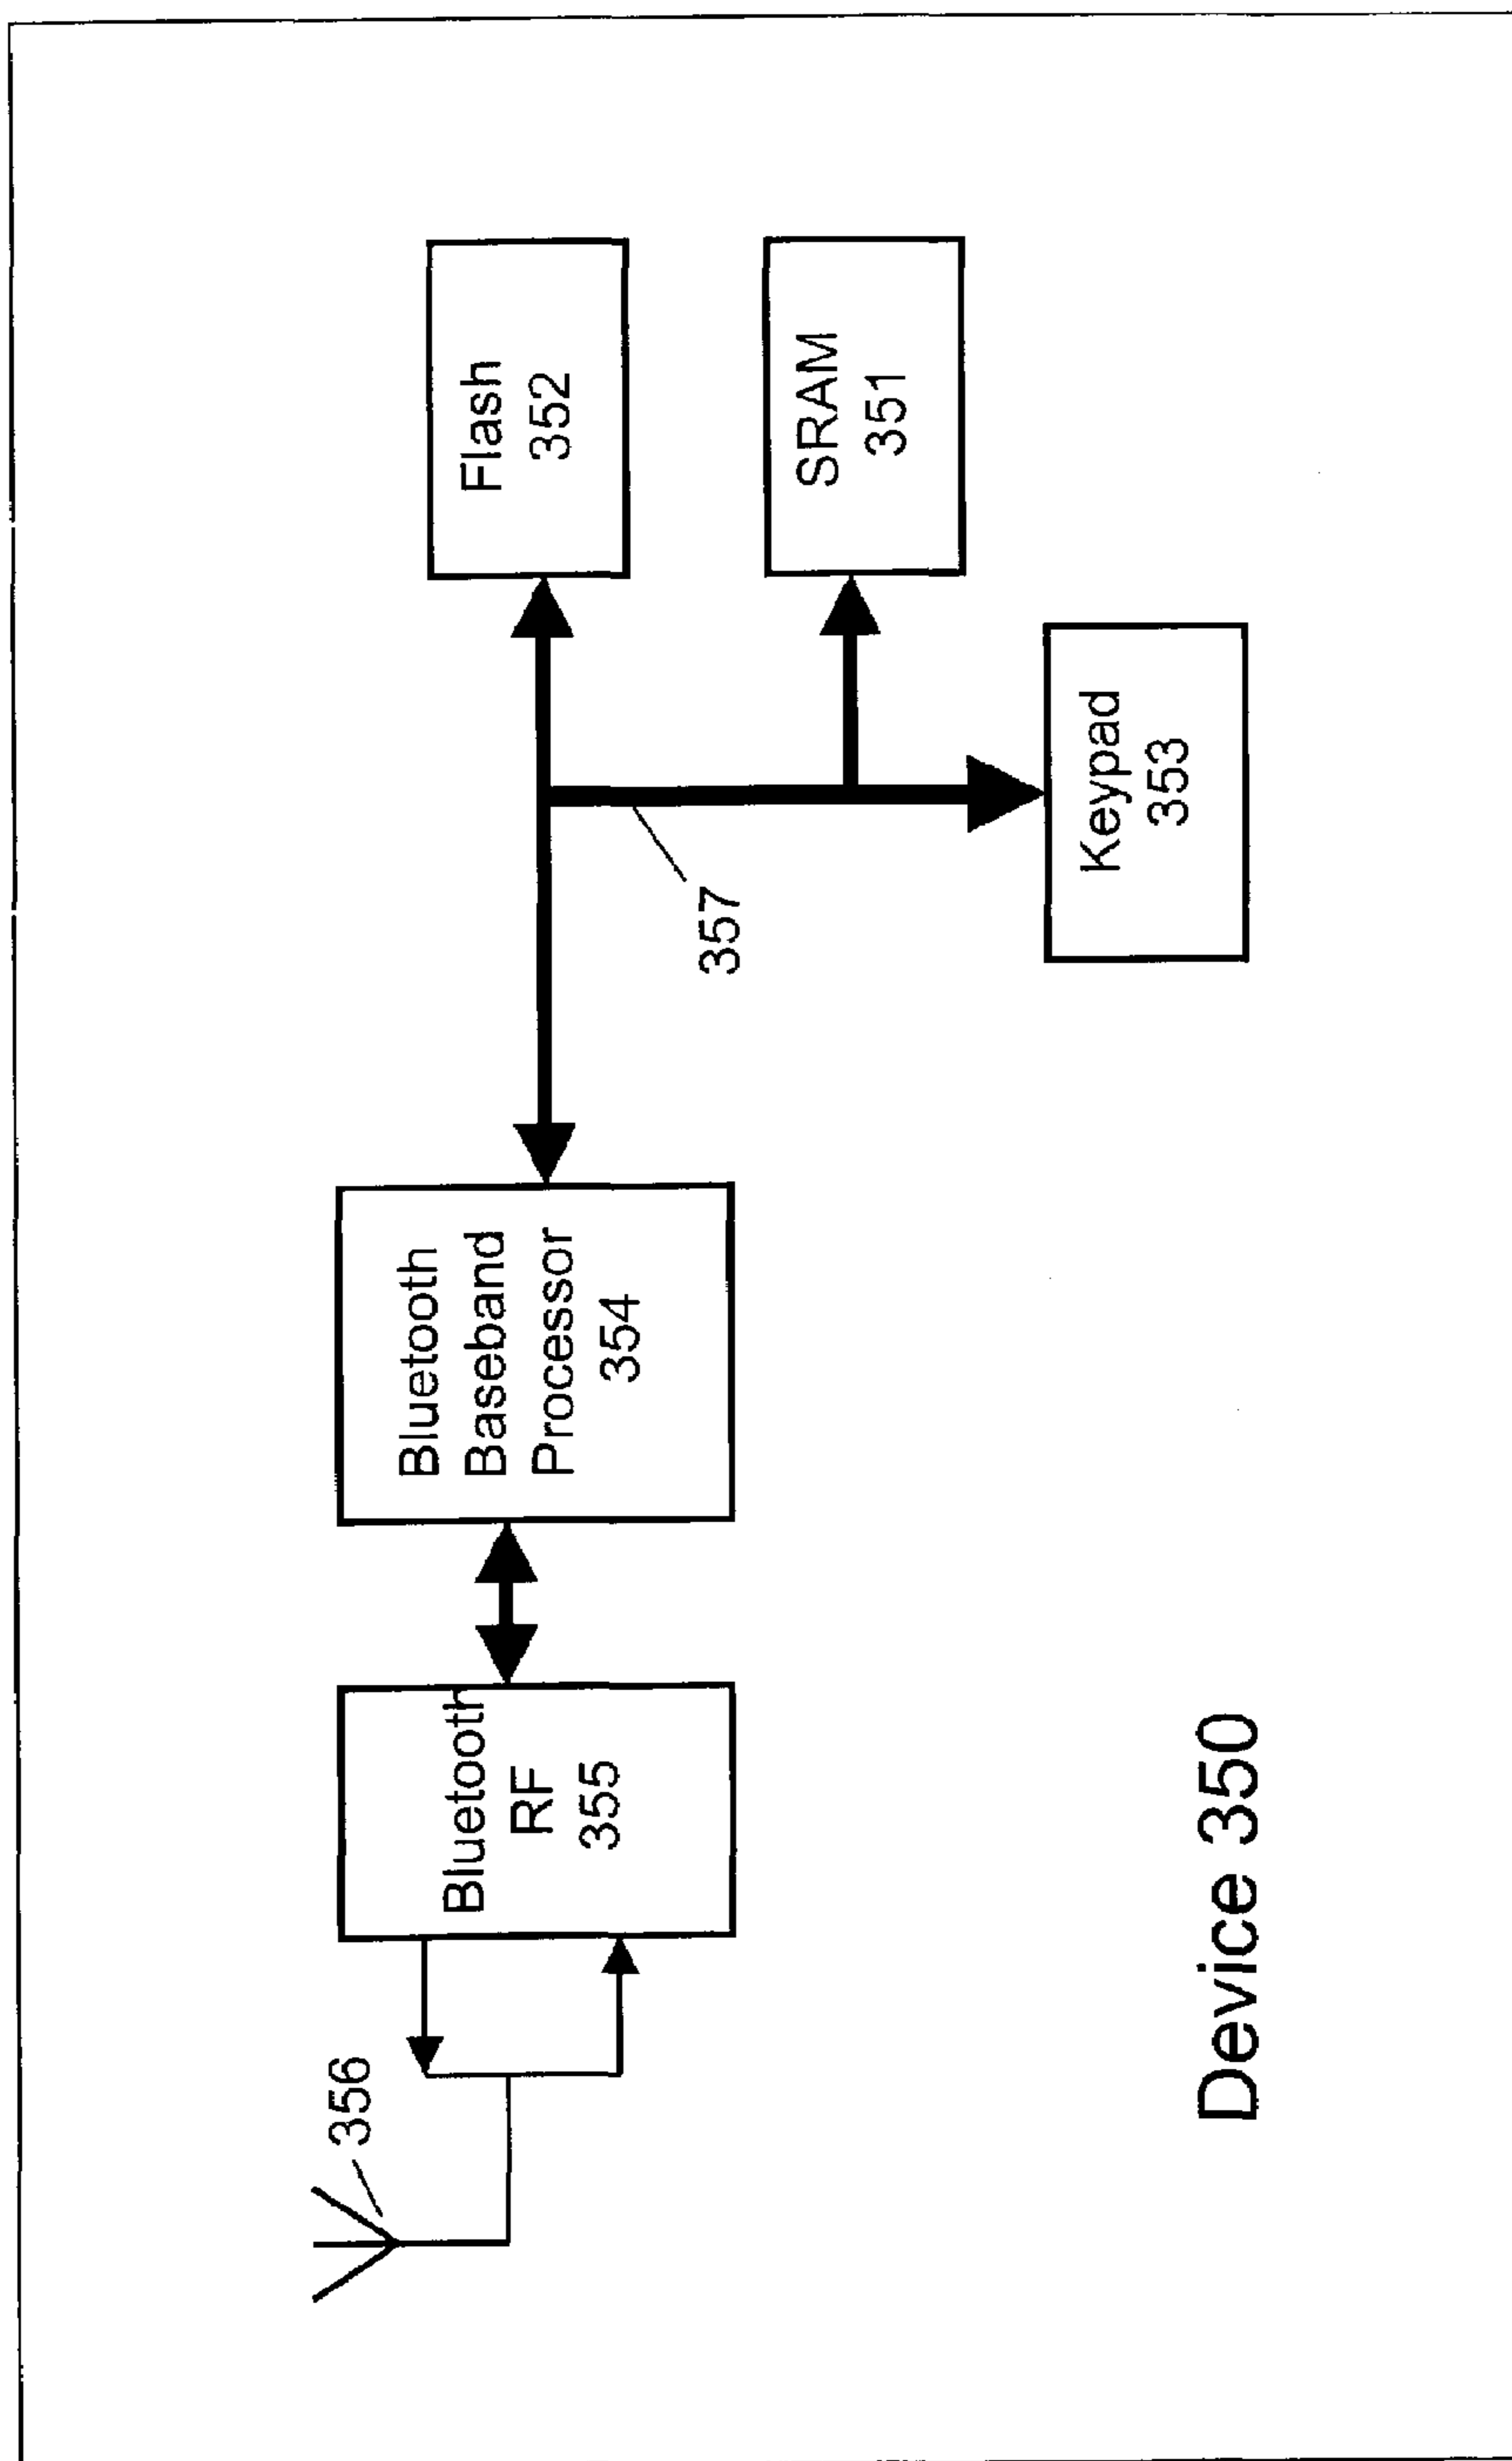 356
Bluetooth
RF
355
Bluetooth
Baseband
Processor
354
357
Flash
352
SRAM
351
Keypad
353
Device 350